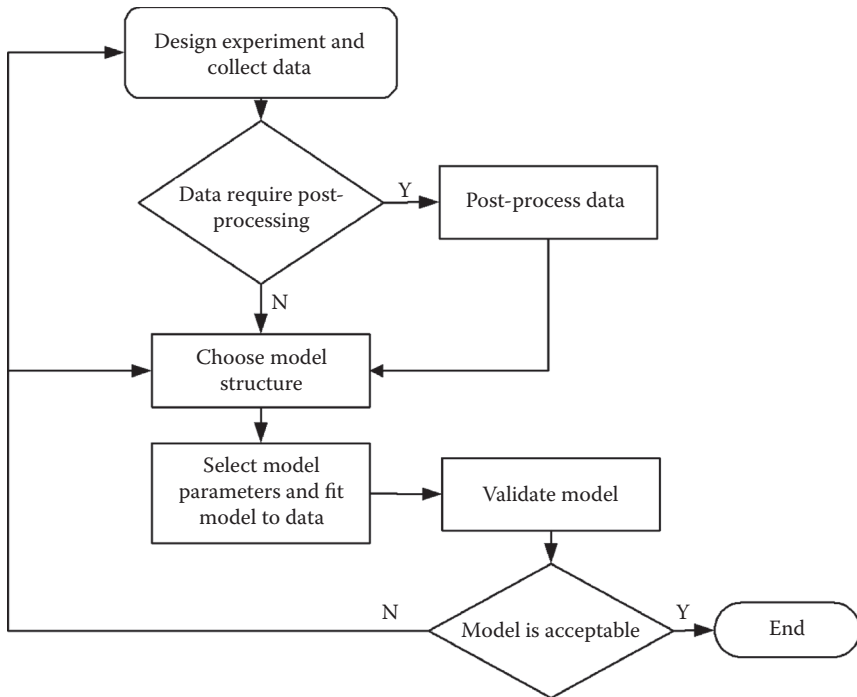 Design experiment and
collect data
Data require post-
processing
Y
Post-process data
N
Choose model
structure
Select model
parameters and fit
model to data
Validate model
N
Model is acceptable
Y
End